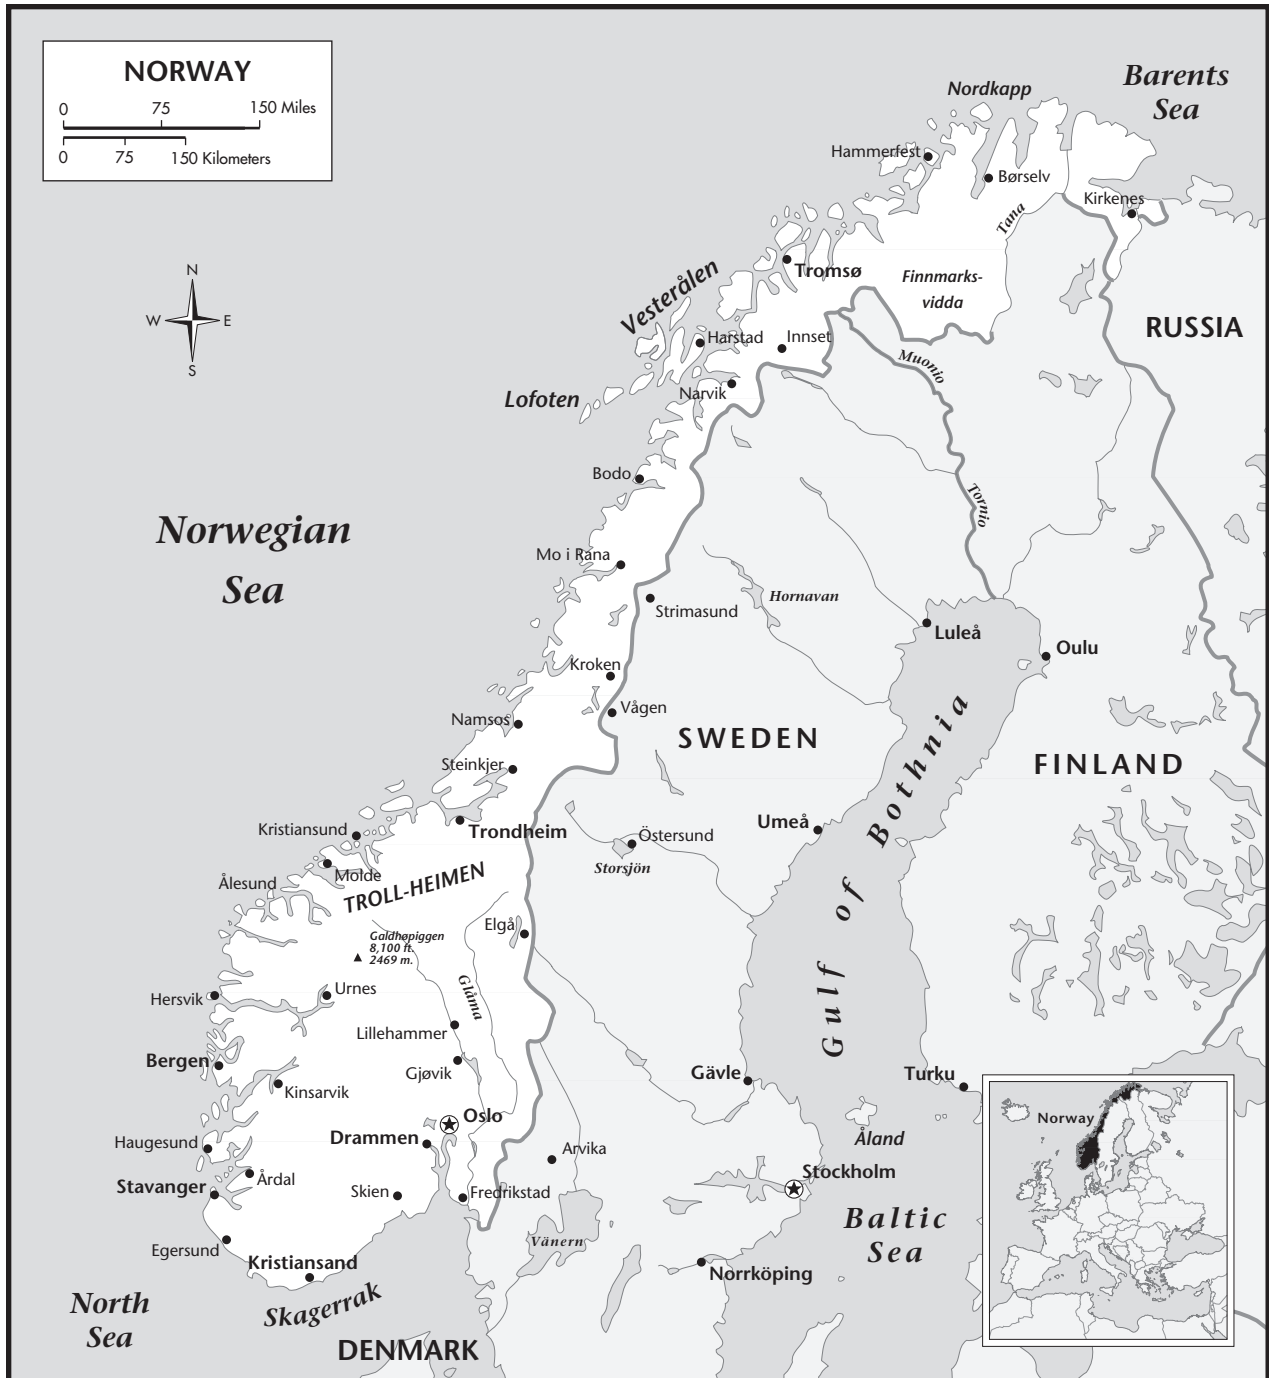 NORWAY
0 75 150 Miles
0 75 150 Kilometers
N
W E
S
Barents
Sea
Nordkapp
Hammerfest
Børselv
Kirkenes
Tana
Tromsø
Finnmarks-
vidda
Vesterålen
RUSSIA
Harstad
Innset
Muonio
Narvik
Lofoten
Bodo
Tornio
Norwegian
Sea
Mo i Rana
Hornavan
Strimasund
Luleå
Oulu
Kroken
Vågen
Namsos
SWEDEN
Steinkjer
FINLAND
Gulf of Bothnia
Kristiansund
Trondheim
Umeå
Östersund
Storsjön
Molde
Ålesund
TROLL-HEIMEN
Elgå
Galdhøpiggen
8,100 ft.
2469 m.
Glåma
Hersvik
Urnes
Lillehammer
Bergen
Gjøvik
Kinsarvik
Gävle
Turku
Oslo
Drammen
Haugesund
Arvika
Åland
Norway
Årdal
Stockholm
Stavanger
Skien
Fredrikstad
Baltic
Sea
Egersund
Vänern
Kristiansand
Norrköping
North
Sea
Skagerrak
DENMARK